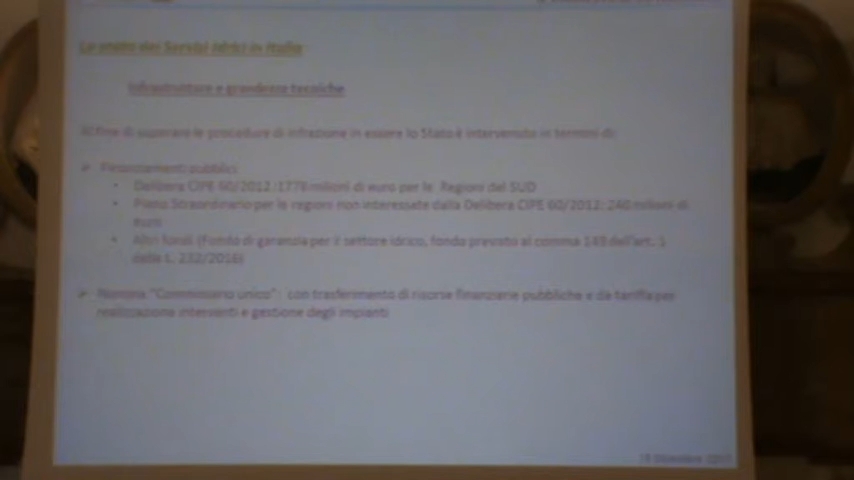 Lo stato dei Servizi Idrici in Italia
Infrastrutture e grandezze tecniche
Al fine di superare le procedure di infrazione in essere lo Stato è intervenuto in termini di:
➢ Finanziamenti pubblici
• Delibera CIPE 60/2012: 1778 milioni di euro per le Regioni del SUD
• Piano Straordinario per le regioni non interessate dalla Delibera CIPE 60/2012: 240 milioni di
euro
• Altri fondi (Fondo di garanzia per il settore idrico, fondo previsto al comma 149 dell'art. 1
della L. 232/2016)
➢ Nomina "Commissario unico": con trasferimento di risorse finanziarie pubbliche e da tariffa per
realizzazione interventi e gestione degli impianti
Dicembre